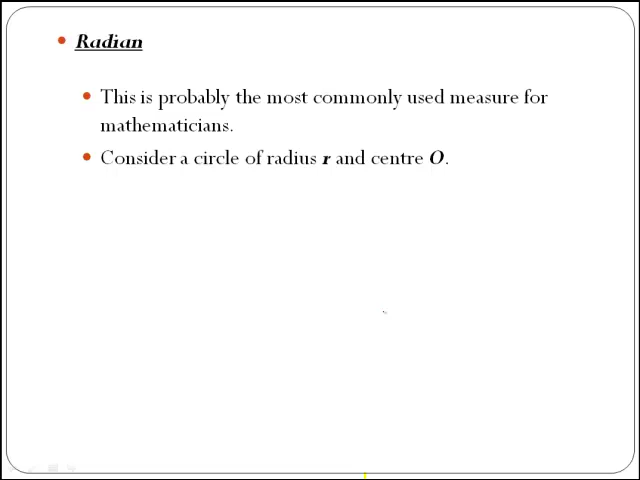 Radian
This is probably the most commonly used measure for
mathematicians.
Consider a circle of radius r and centre O.